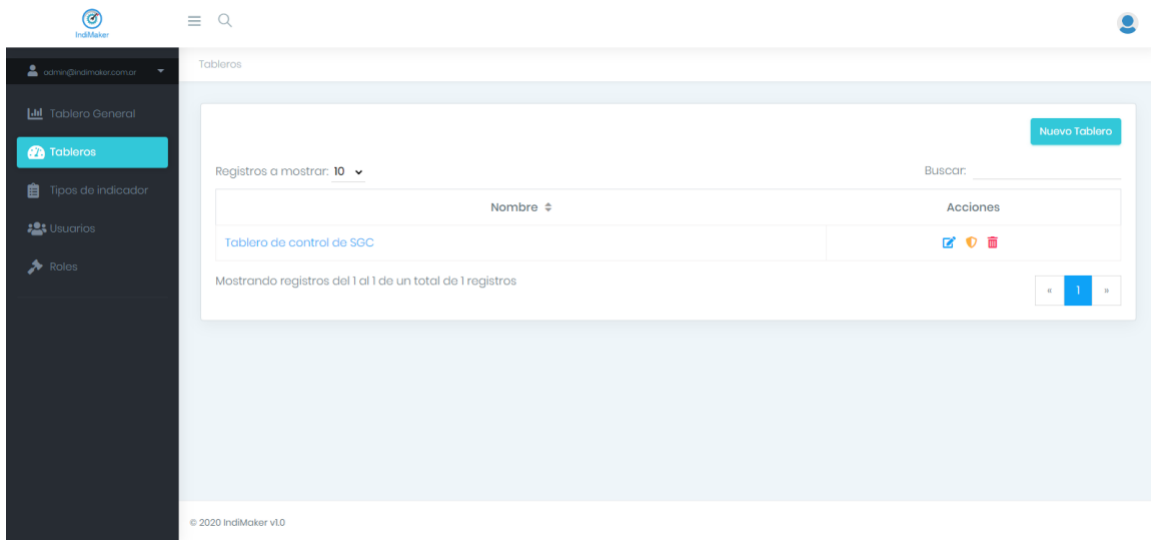 IndiMaker
admin@indimaker.com.ar
Tableros
Tablero General
Tableros
Tipos de indicador
Usuarios
Roles
Nuevo Tablero
Registros a mostrar: 10
Buscar:
Nombre Acciones
Tablero de control de SGC
Mostrando registros del 1 al 1 de un total de 1 registros
« 1 »
© 2020 IndiMaker v1.0